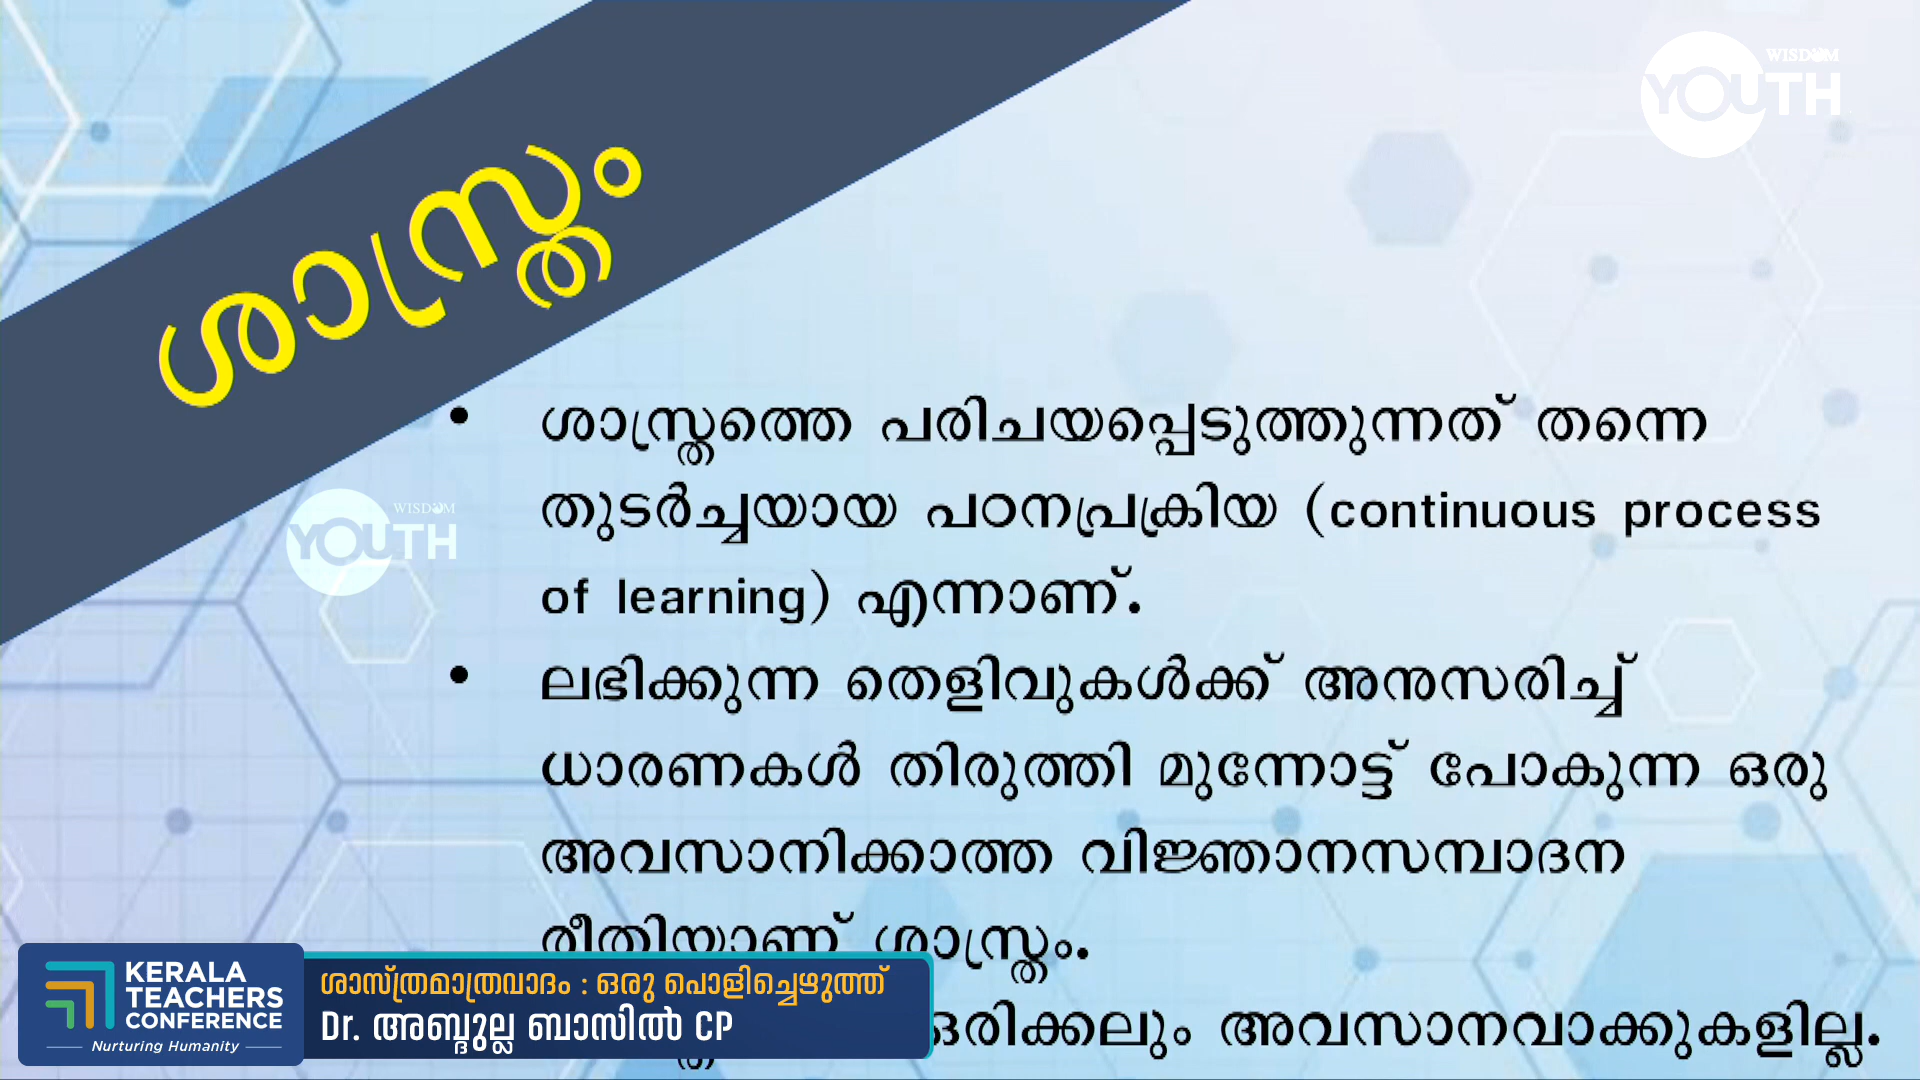 WISDOM
YOUTH
ശാസ്ത്രം
• ശാസ്ത്രത്തെ പരിചയപ്പെടുത്തുന്നത് തന്നെ
തുടർച്ചയായ പഠനപ്രക്രിയ (continuous process
of learning) എന്നാണ്.
WISDOM
YOUTH
• ലഭിക്കുന്ന തെളിവുകൾക്ക് അനുസരിച്ച്
ധാരണകൾ തിരുത്തി മുന്നോട്ട് പോകുന്ന ഒരു
അവസാനിക്കാത്ത വിജ്ഞാനസമ്പാദന
രീതിയാണ് ശാസ്ത്രം.
ഒരിക്കലും അവസാനവാക്കുകളില്ല.
KERALA
TEACHERS
CONFERENCE
Nurturing Humanity
ശാസ്ത്രമാത്രവാദം : ഒരു പൊളിച്ചെഴുത്ത്
Dr. അബ്ദുല്ല ബാസിൽ CP